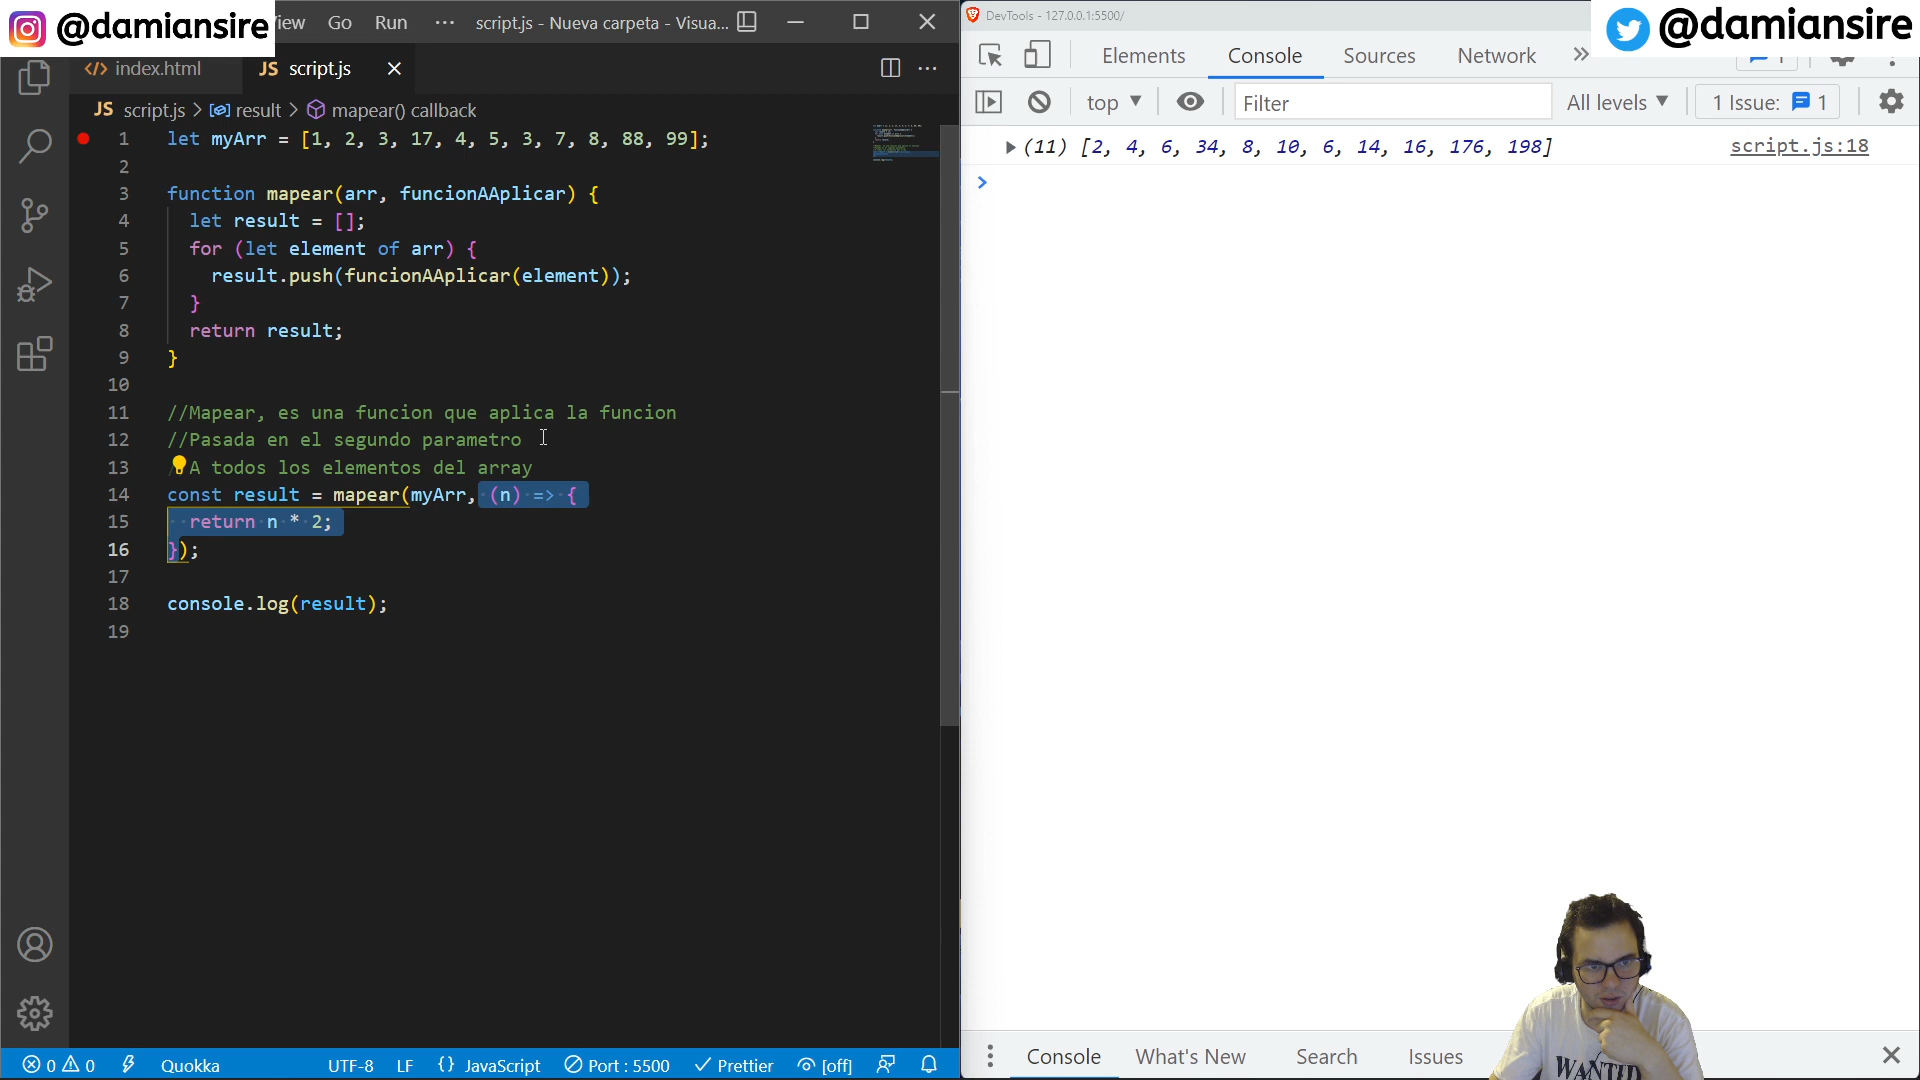 @damiansire
View Go Run ··· script.js - Nueva carpeta - Visua...
index.html
JS script.js
JS script.js > result > mapear() callback
1 let myArr = [1, 2, 3, 17, 4, 5, 3, 7, 8, 88, 99];
2
3 function mapear(arr, funcionAAplicar) {
4 let result = [];
5 for (let element of arr) {
6 result.push(funcionAAplicar(element));
7 }
8 return result;
9 }
10
11 //Mapear, es una funcion que aplica la funcion
12 //Pasada en el segundo parametro
13 /A todos los elementos del array
14 const result = mapear(myArr, (n) => {
15 return n * 2;
16 });
17
18 console.log(result);
19
0 0 Quokka UTF-8 LF {} JavaScript Port : 5500 Prettier [off]
DevTools - 127.0.0.1:5500/
@damiansire
Elements Console Sources Network » 1
top Filter All levels 1 Issue: 1
(11) [2, 4, 6, 34, 8, 10, 6, 14, 16, 176, 198] script.js:18
>
Console What's New Search Issues
WANTED